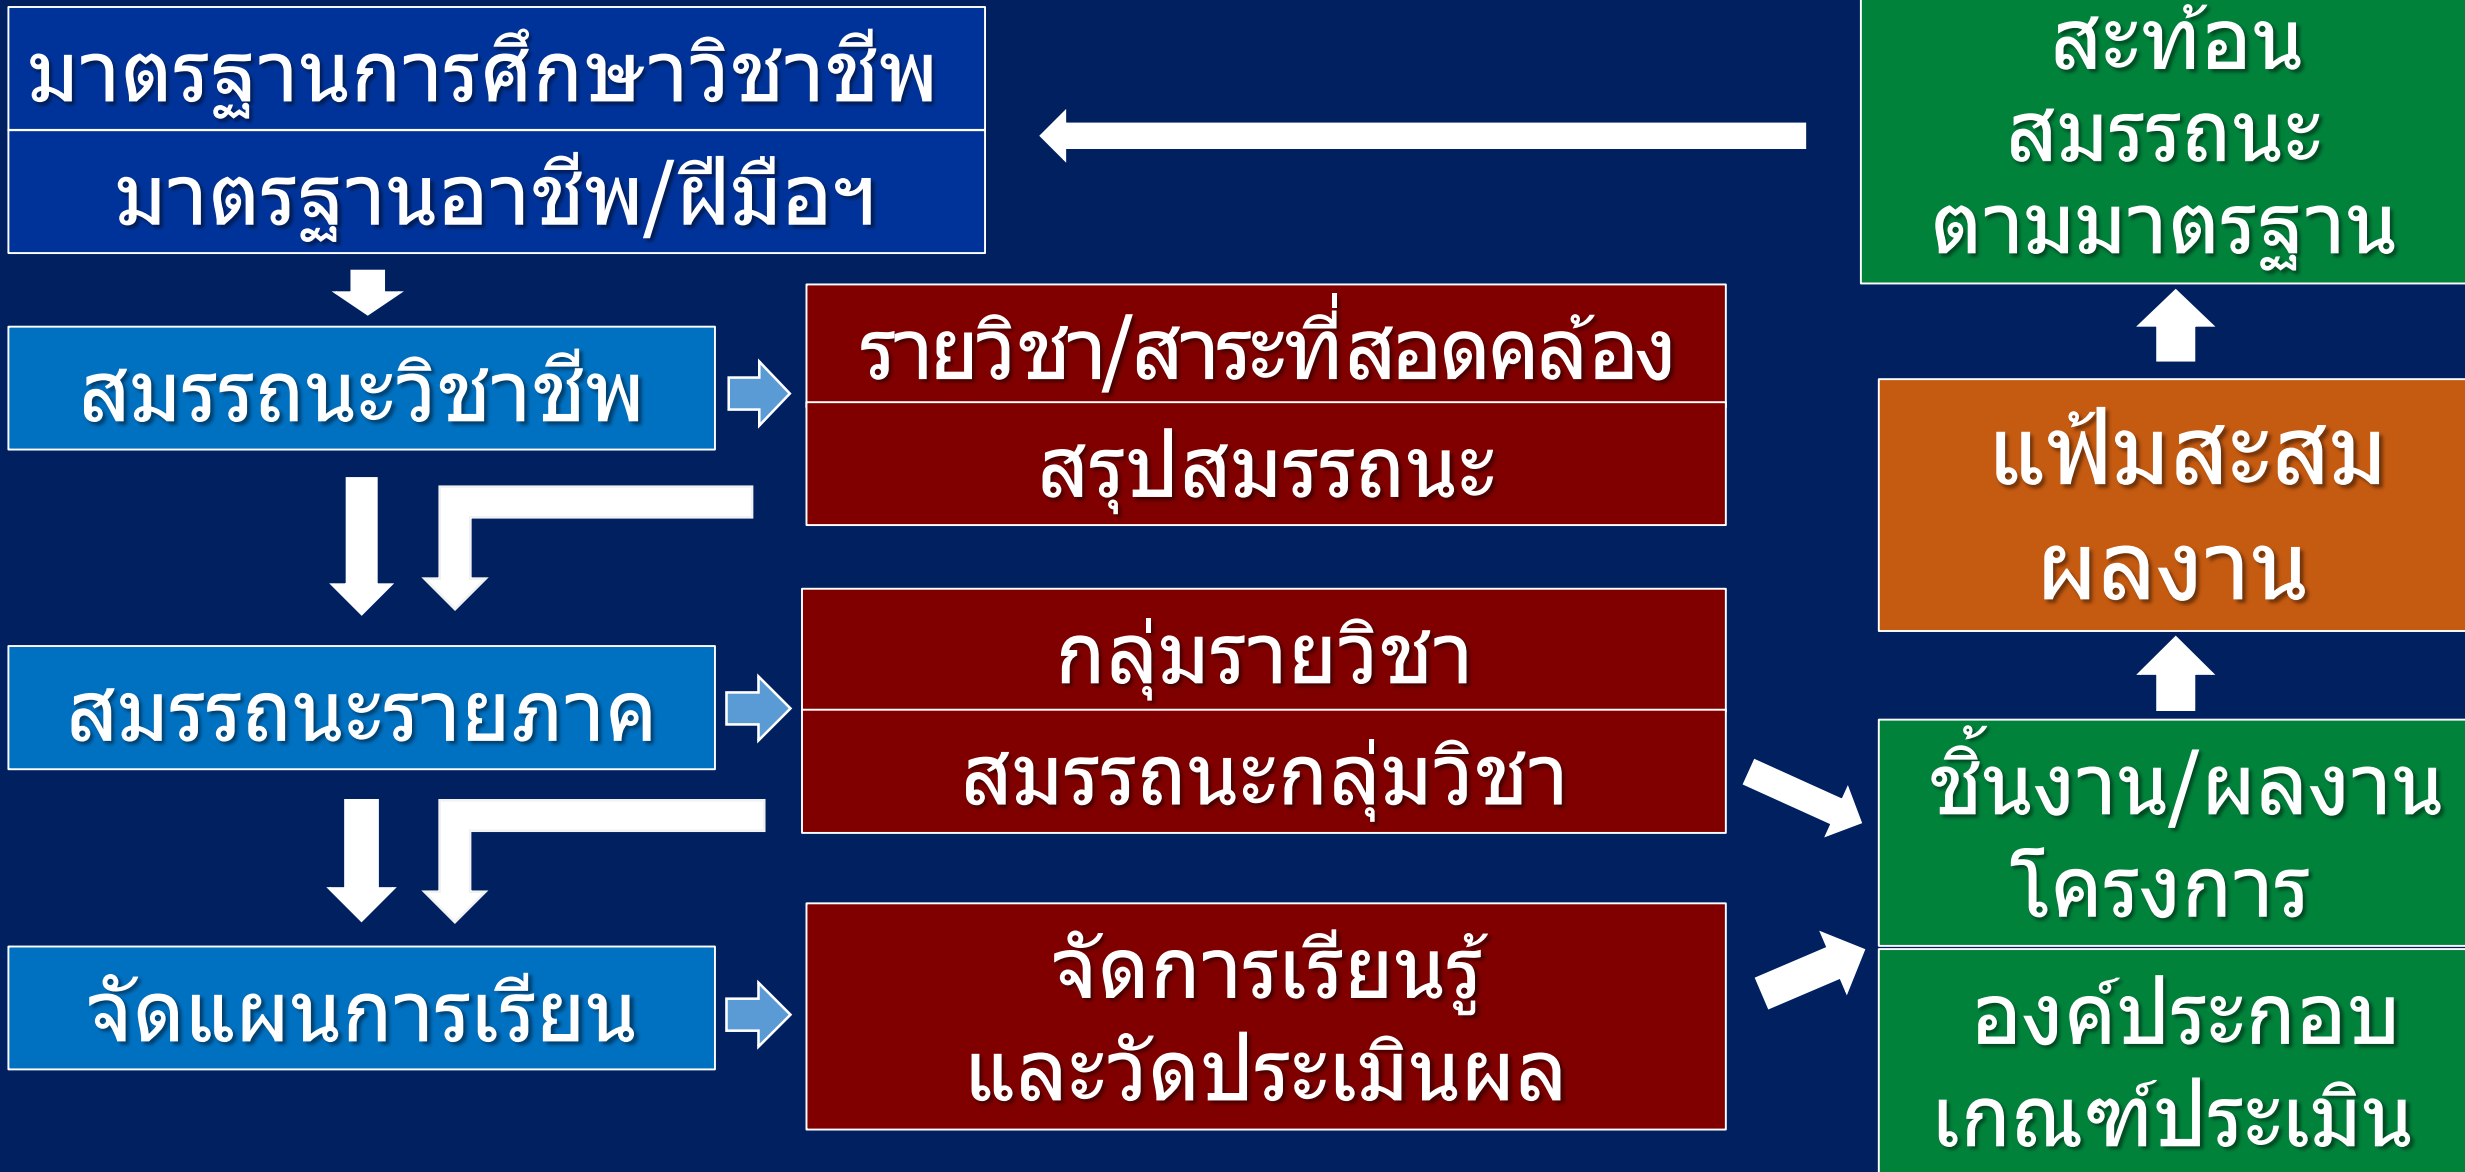 มาตรฐานการศึกษาวิชาชีพ
มาตรฐานอาชีพ/ฝีมือฯ
สมรรถนะวิชาชีพ
รายวิชา/สาระที่สอดคล้อง
สรุปสมรรถนะ
สมรรถนะรายภาค
กลุ่มรายวิชา
สมรรถนะกลุ่มวิชา
จัดแผนการเรียน
จัดการเรียนรู้
และวัดประเมินผล
สะท้อน
สมรรถนะ
ตามมาตรฐาน
แฟ้มสะสม
ผลงาน
ชิ้นงาน/ผลงาน
โครงการ
องค์ประกอบ
เกณฑ์ประเมิน